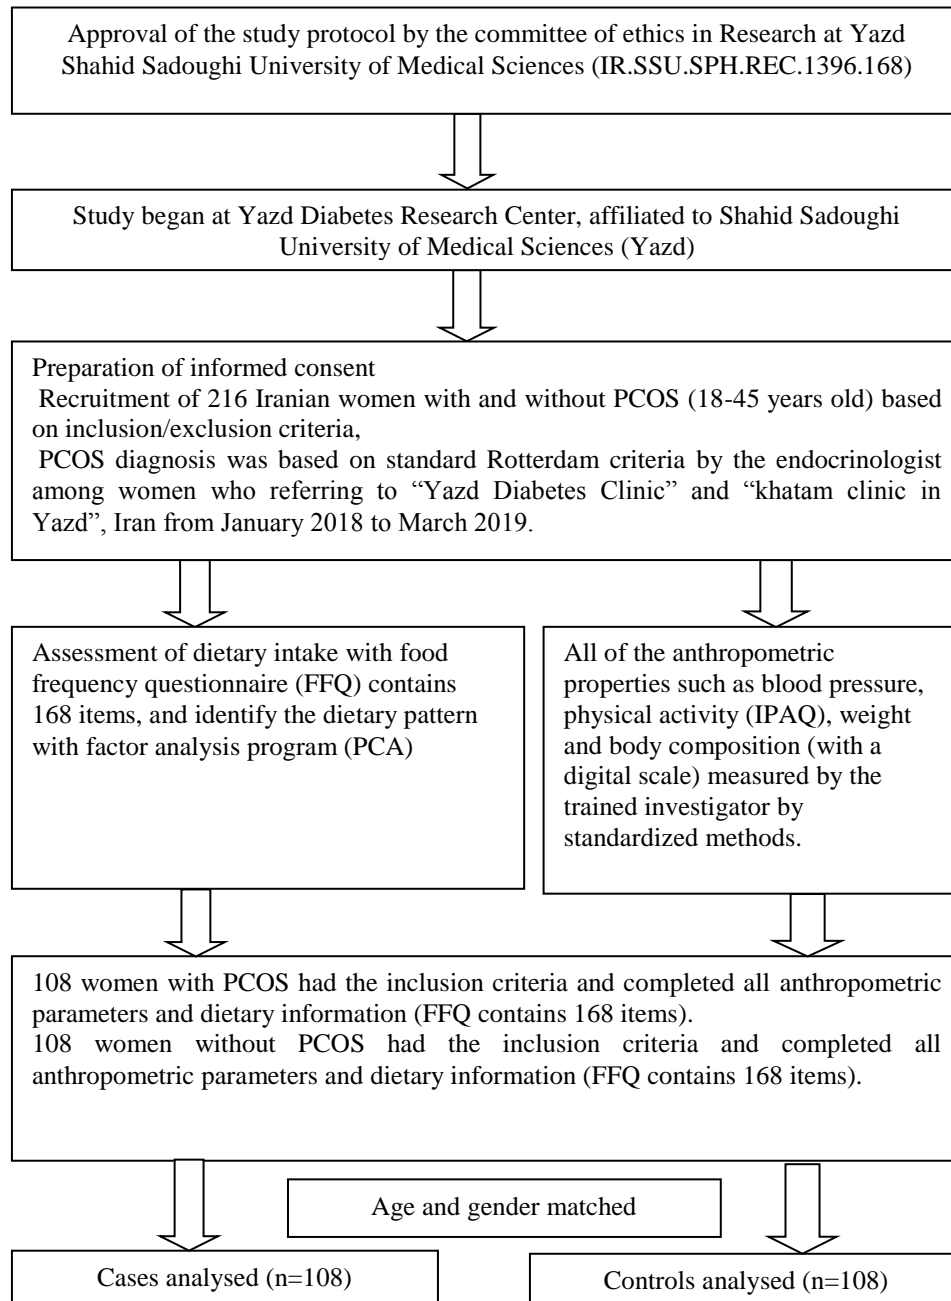 Approval of the study protocol by the committee of ethics in Research at Yazd
Shahid Sadoughi University of Medical Sciences (IR.SSU.SPH.REC.1396.168)
Study began at Yazd Diabetes Research Center, affiliated to Shahid Sadoughi
University of Medical Sciences (Yazd)
Preparation of informed consent
Recruitment of 216 Iranian women with and without PCOS (18-45 years old) based
on inclusion/exclusion criteria,
PCOS diagnosis was based on standard Rotterdam criteria by the endocrinologist
among women who referring to “Yazd Diabetes Clinic” and “khatam clinic in
Yazd”, Iran from January 2018 to March 2019.
Assessment of dietary intake with food
frequency questionnaire (FFQ) contains
168 items, and identify the dietary pattern
with factor analysis program (PCA)
All of the anthropometric
properties such as blood pressure,
physical activity (IPAQ), weight
and body composition (with a
digital scale) measured by the
trained investigator by
standardized methods.
108 women with PCOS had the inclusion criteria and completed all anthropometric
parameters and dietary information (FFQ contains 168 items).
108 women without PCOS had the inclusion criteria and completed all
anthropometric parameters and dietary information (FFQ contains 168 items).
Age and gender matched
Cases analysed (n=108)
Controls analysed (n=108)